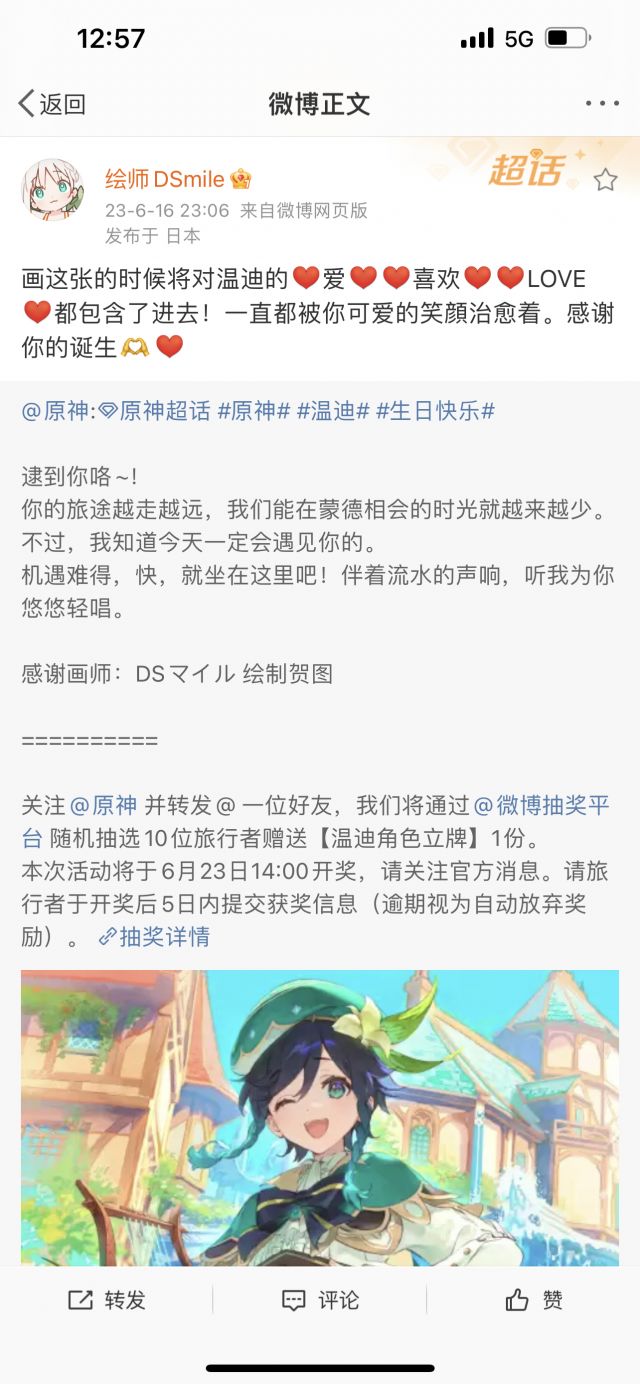 12:57
5G
返回
微博正文
绘师DSmile
超话
23-6-16 23:06 来自微博网页版
发布于 日本
画这张的时候将对温迪的❤️爱❤️❤️喜欢❤️❤️LOVE
❤️都包含了进去！一直都被你可爱的笑顔治愈着。感谢
你的诞生🫶❤️
@原神:原神超话 #原神# #温迪# #生日快乐#
逮到你咯~!
你的旅途越走越远，我们能在蒙德相会的时光就越来越少。
不过，我知道今天一定会遇见你的。
机遇难得，快，就坐在这里吧！伴着流水的声响，听我为你
悠悠轻唱。
感谢画师：DSマイル 绘制贺图
==========
关注@原神 并转发@ 一位好友，我们将通过@微博抽奖平
台 随机抽选10位旅行者赠送【温迪角色立牌】1份。
本次活动将于6月23日14:00开奖，请关注官方消息。请旅
行者于开奖后5日内提交获奖信息（逾期视为自动放弃奖
励）。 抽奖详情
转发
评论
赞